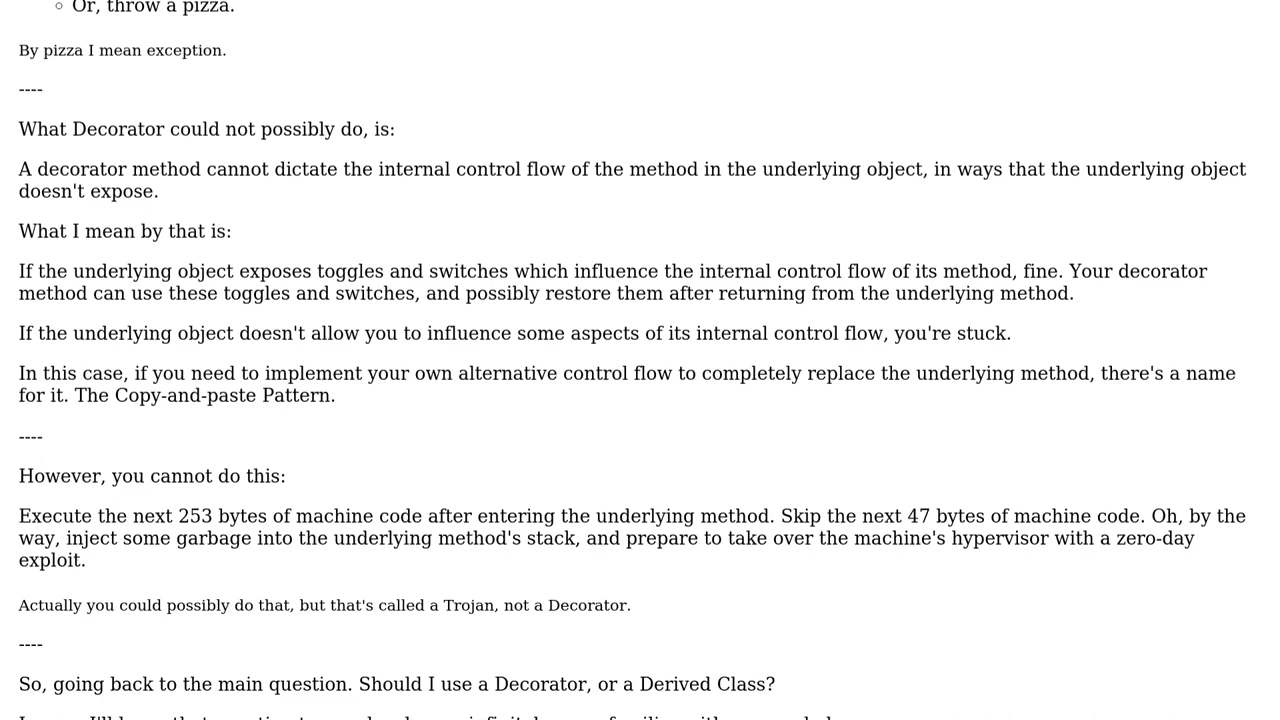 Or, throw a pizza.
By pizza I mean exception.
----
What Decorator could not possibly do, is:
A decorator method cannot dictate the internal control flow of the method in the underlying object, in ways that the underlying object
doesn't expose.
What I mean by that is:
If the underlying object exposes toggles and switches which influence the internal control flow of its method, fine. Your decorator
method can use these toggles and switches, and possibly restore them after returning from the underlying method.
If the underlying object doesn't allow you to influence some aspects of its internal control flow, you're stuck.
In this case, if you need to implement your own alternative control flow to completely replace the underlying method, there's a name
for it. The Copy-and-paste Pattern.
----
However, you cannot do this:
Execute the next 253 bytes of machine code after entering the underlying method. Skip the next 47 bytes of machine code. Oh, by the
way, inject some garbage into the underlying method's stack, and prepare to take over the machine's hypervisor with a zero-day
exploit.
Actually you could possibly do that, but that's called a Trojan, not a Decorator.
----
So, going back to the main question. Should I use a Decorator, or a Derived Class?